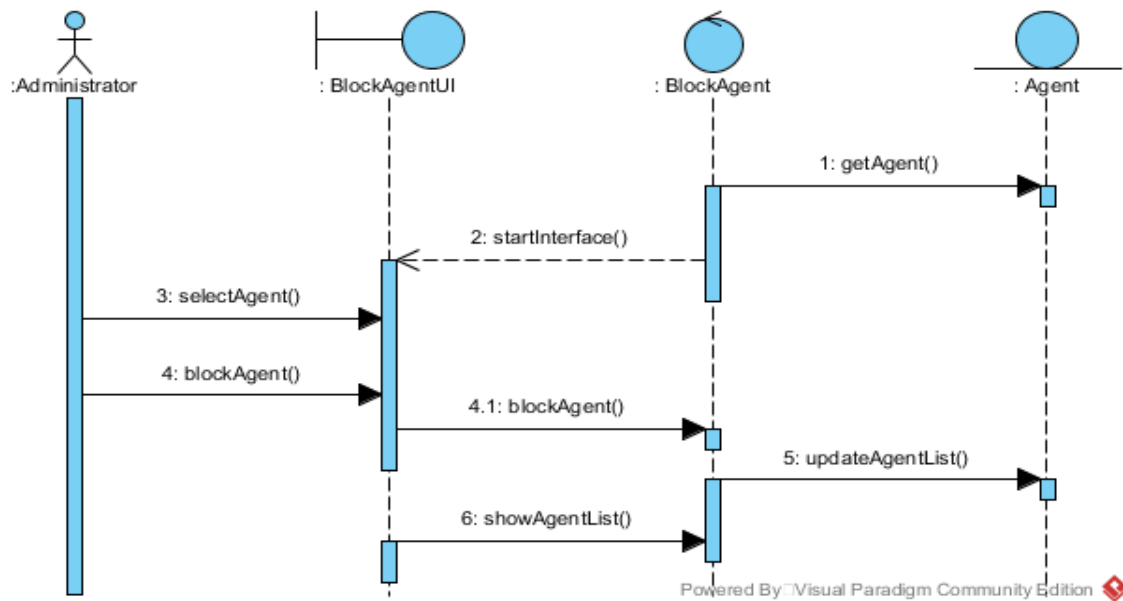 :Administrator
: BlockAgentUI
: BlockAgent
: Agent
1: getAgent()
2: startInterface()
3: selectAgent()
4: blockAgent()
4.1: blockAgent()
5: updateAgentList()
6: showAgentList()
Powered By Visual Paradigm Community Edition